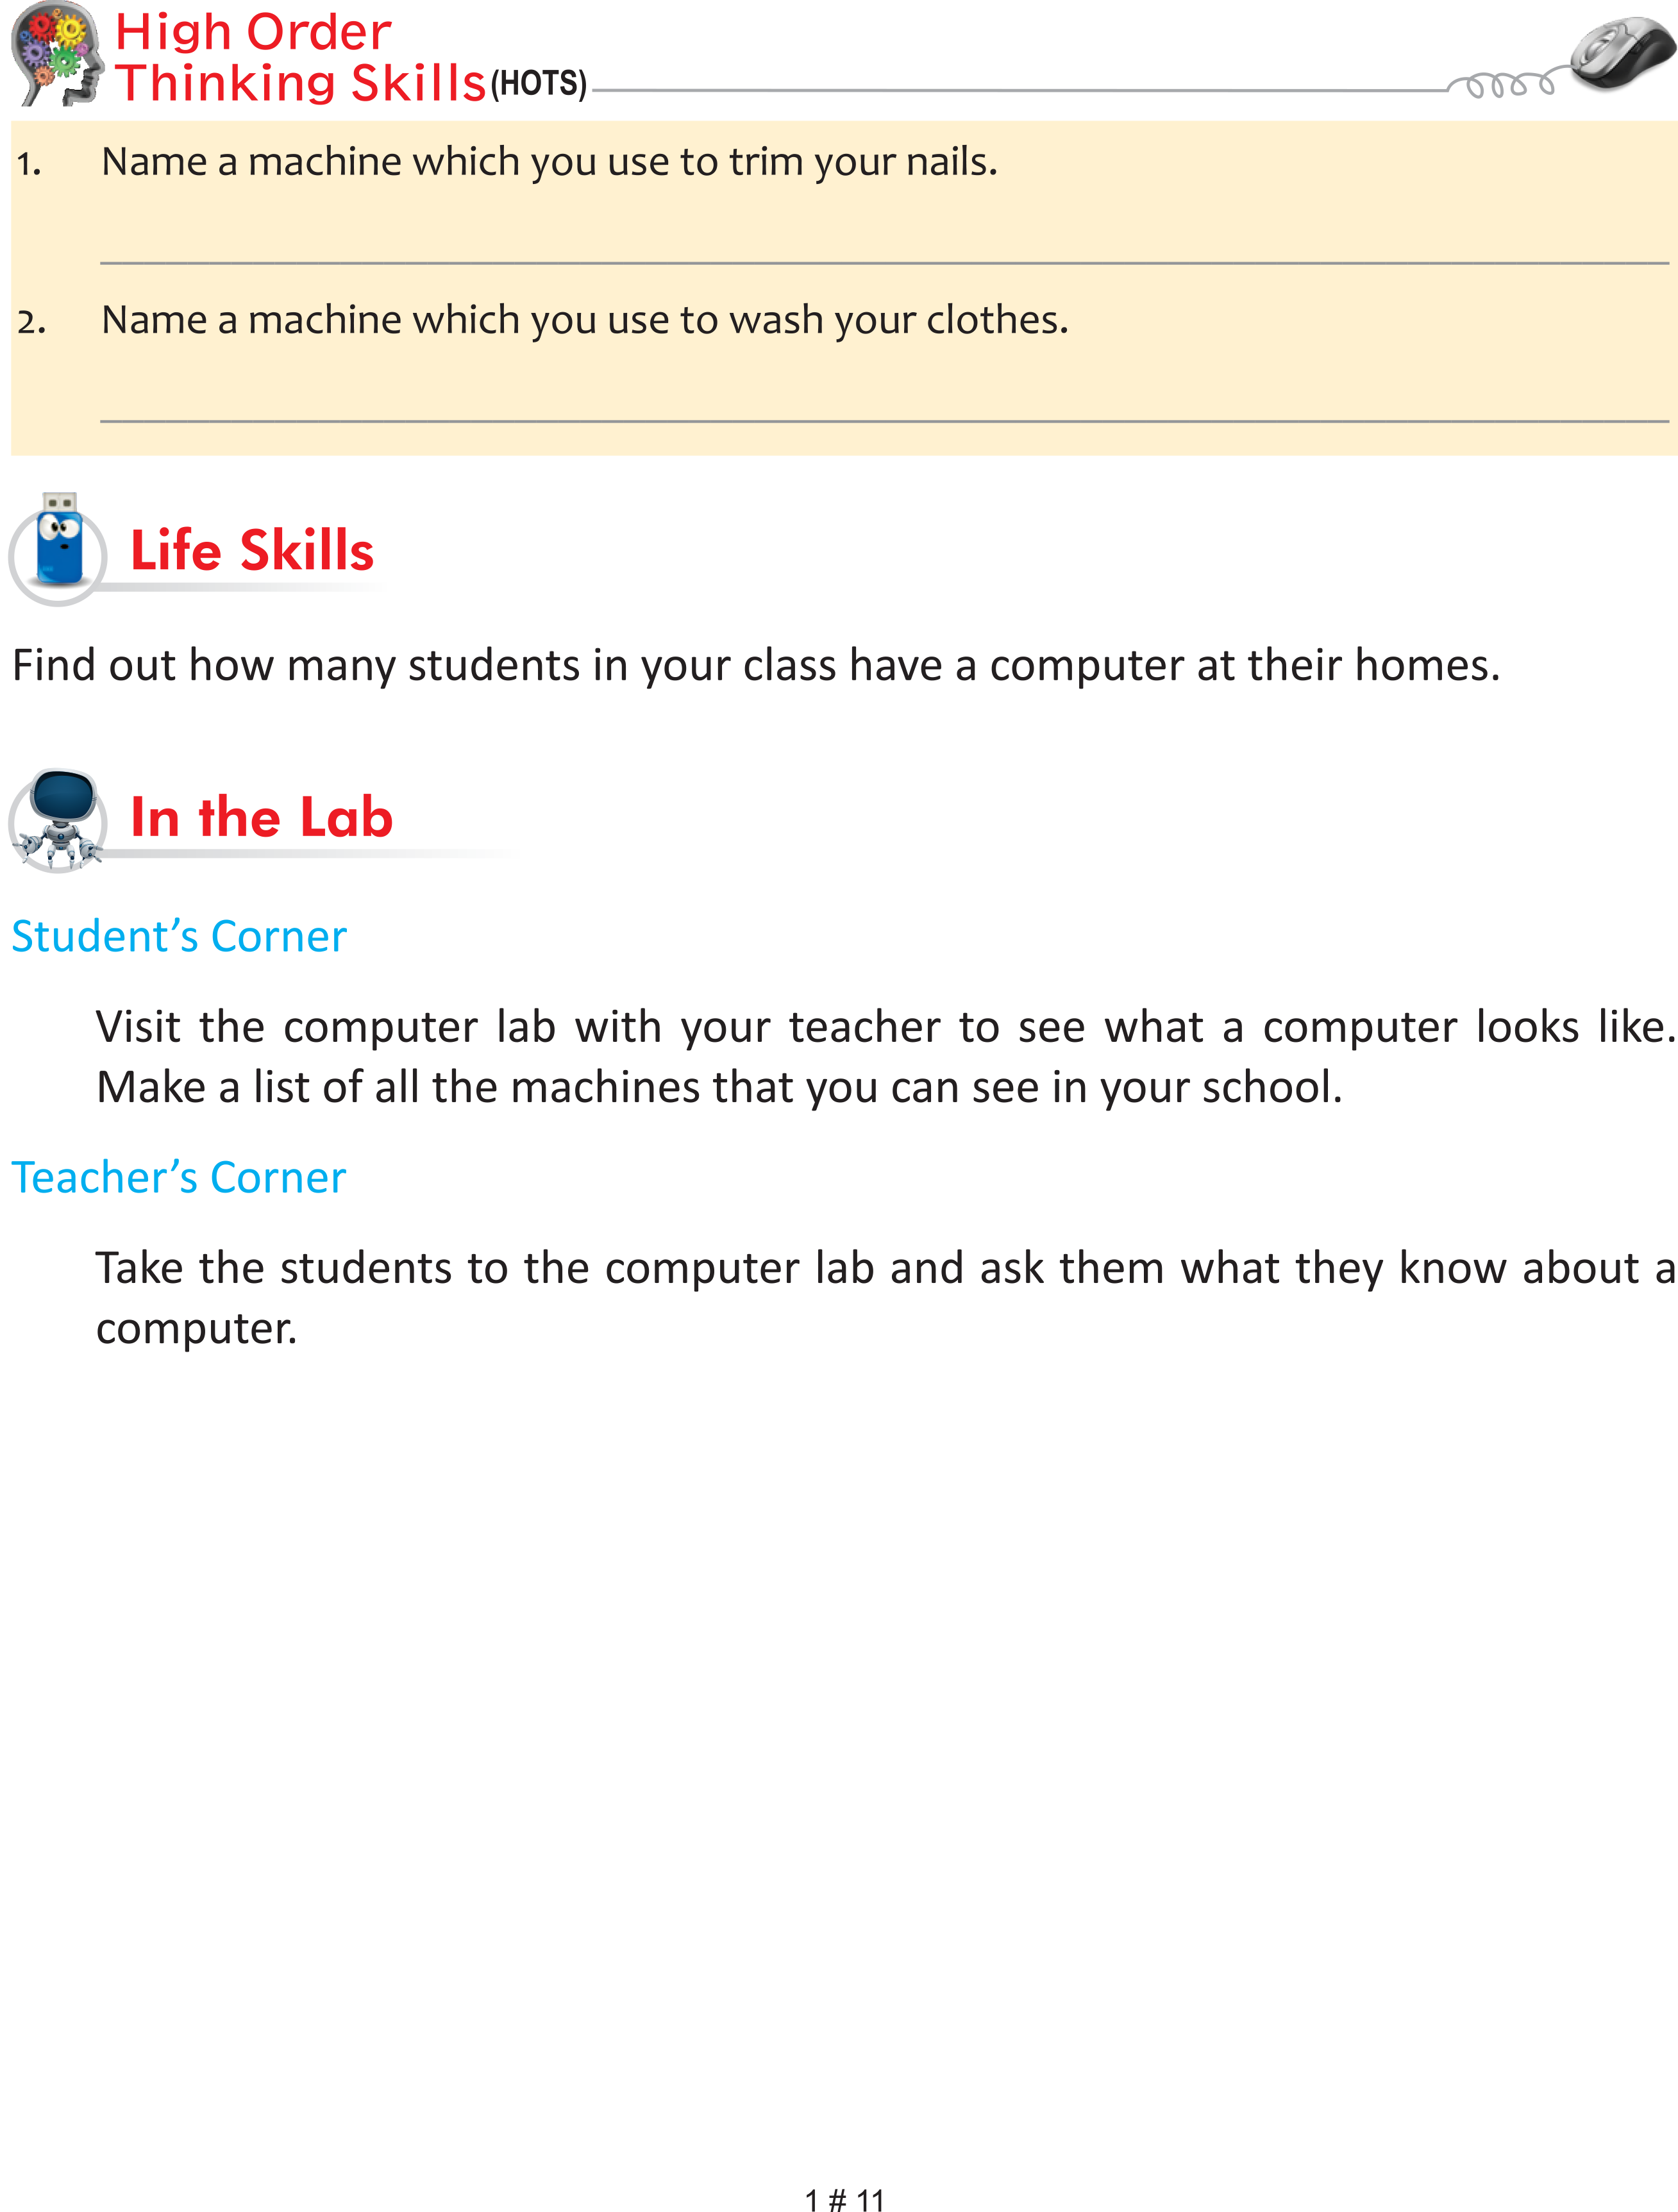 High Order
Thinking Skills (HOTS)
1. Name a machine which you use to trim your nails.
2. Name a machine which you use to wash your clothes.
Life Skills
Find out how many students in your class have a computer at their homes.
In the Lab
Student’s Corner
Visit the computer lab with your teacher to see what a computer looks like.
Make a list of all the machines that you can see in your school.
Teacher’s Corner
Take the students to the computer lab and ask them what they know about a
computer.
1 # 11